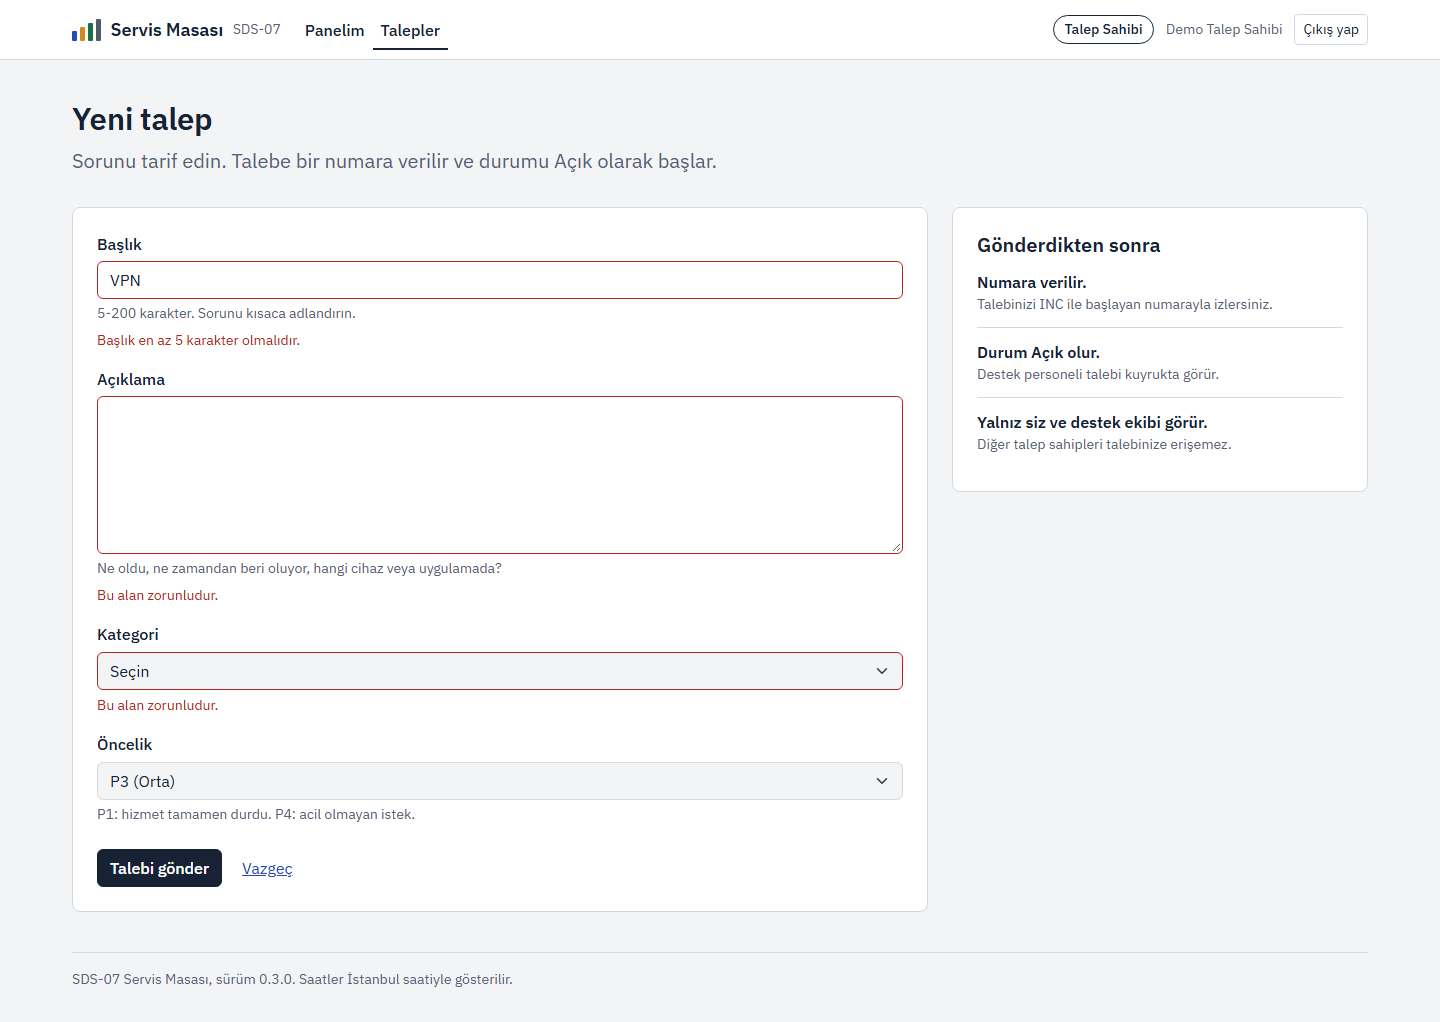 Servis Masası SDS-07 Panelim Talepler Talep Sahibi Demo Talep Sahibi Çıkış yap
Yeni talep
Sorunu tarif edin. Talebe bir numara verilir ve durumu Açık olarak başlar.
Başlık
VPN
5-200 karakter. Sorunu kısaca adlandırın.
Başlık en az 5 karakter olmalıdır.
Açıklama
Ne oldu, ne zamandan beri oluyor, hangi cihaz veya uygulamada?
Bu alan zorunludur.
Kategori
Seçin
Bu alan zorunludur.
Öncelik
P3 (Orta)
P1: hizmet tamamen durdu. P4: acil olmayan istek.
Talebi gönder Vazgeç
Gönderdikten sonra
Numara verilir.
Talebinizi INC ile başlayan numarayla izlersiniz.
Durum Açık olur.
Destek personeli talebi kuyrukta görür.
Yalnız siz ve destek ekibi görür.
Diğer talep sahipleri talebinize erişemez.
SDS-07 Servis Masası, sürüm 0.3.0. Saatler İstanbul saatiyle gösterilir.